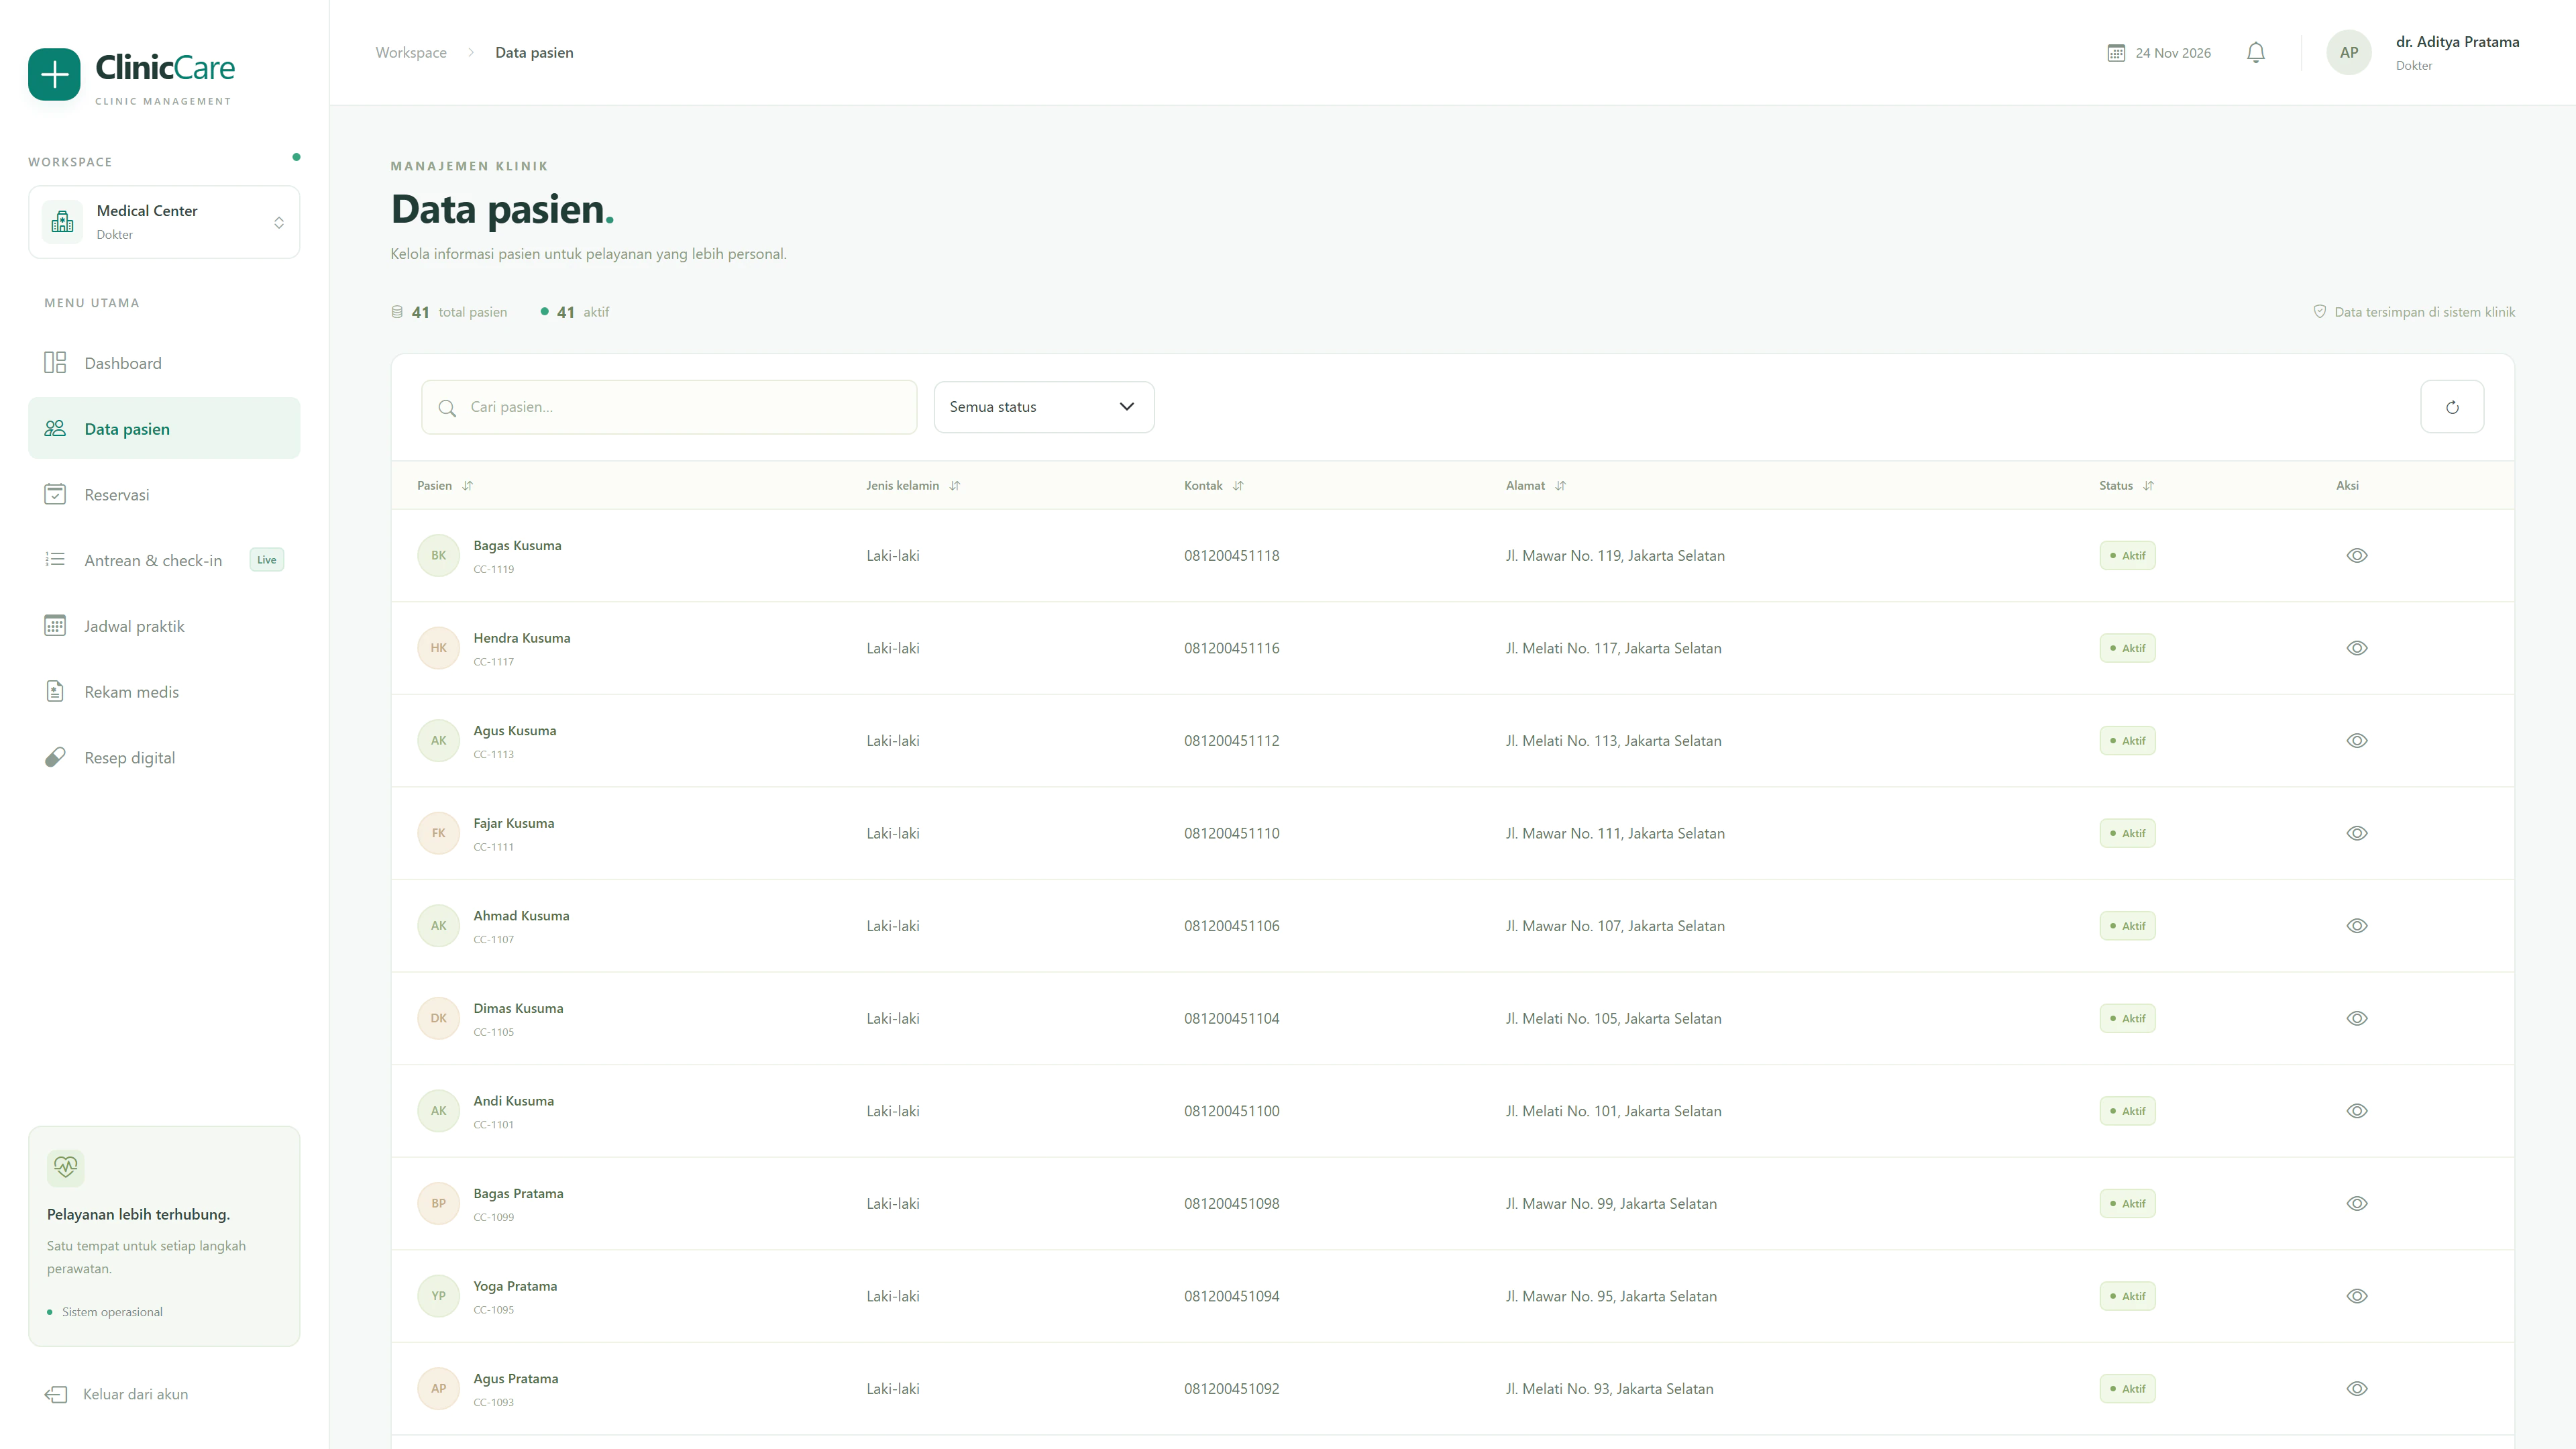 ClinicCare
CLINIC MANAGEMENT
WORKSPACE
Medical Center
Dokter
MENU UTAMA
Dashboard
Data pasien
Reservasi
Antrean & check-in Live
Jadwal praktik
Rekam medis
Resep digital
Pelayanan lebih terhubung.
Satu tempat untuk setiap langkah
perawatan.
Sistem operasional
Keluar dari akun
Workspace Data pasien
24 Nov 2026
AP
dr. Aditya Pratama
Dokter
MANAJEMEN KLINIK
Data pasien.
Kelola informasi pasien untuk pelayanan yang lebih personal.
41 total pasien 41 aktif
Data tersimpan di sistem klinik
Cari pasien...
Semua status
Pasien Jenis kelamin Kontak Alamat Status Aksi
BK Bagas Kusuma Laki-laki 081200451118 Jl. Mawar No. 119, Jakarta Selatan Aktif
CC-1119
HK Hendra Kusuma Laki-laki 081200451116 Jl. Melati No. 117, Jakarta Selatan Aktif
CC-1117
AK Agus Kusuma Laki-laki 081200451112 Jl. Melati No. 113, Jakarta Selatan Aktif
CC-1113
FK Fajar Kusuma Laki-laki 081200451110 Jl. Mawar No. 111, Jakarta Selatan Aktif
CC-1111
AK Ahmad Kusuma Laki-laki 081200451106 Jl. Mawar No. 107, Jakarta Selatan Aktif
CC-1107
DK Dimas Kusuma Laki-laki 081200451104 Jl. Melati No. 105, Jakarta Selatan Aktif
CC-1105
AK Andi Kusuma Laki-laki 081200451100 Jl. Melati No. 101, Jakarta Selatan Aktif
CC-1101
BP Bagas Pratama Laki-laki 081200451098 Jl. Mawar No. 99, Jakarta Selatan Aktif
CC-1099
YP Yoga Pratama Laki-laki 081200451094 Jl. Mawar No. 95, Jakarta Selatan Aktif
CC-1095
AP Agus Pratama Laki-laki 081200451092 Jl. Melati No. 93, Jakarta Selatan Aktif
CC-1093